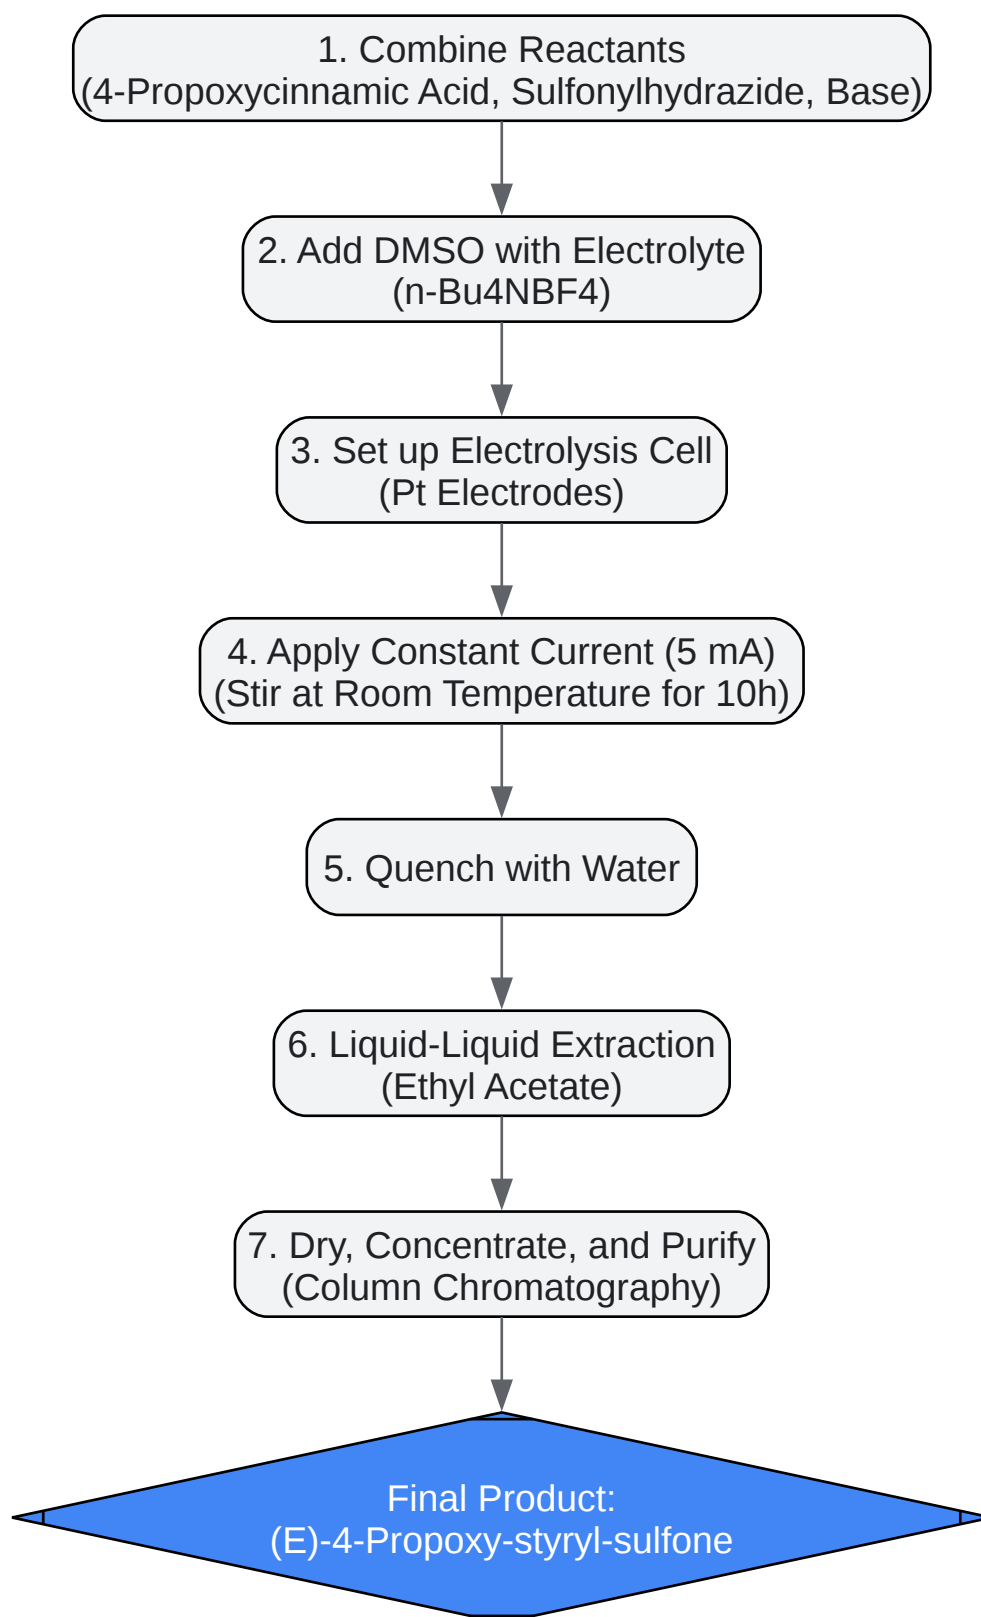 1. Combine Reactants
(4-Propoxycinnamic Acid, Sulfonylhydrazide, Base)
2. Add DMSO with Electrolyte
(n-Bu4NBF4)
3. Set up Electrolysis Cell
(Pt Electrodes)
4. Apply Constant Current (5 mA)
(Stir at Room Temperature for 10h)
5. Quench with Water
6. Liquid-Liquid Extraction
(Ethyl Acetate)
7. Dry, Concentrate, and Purify
(Column Chromatography)
Final Product:
(E)-4-Propoxy-styryl-sulfone